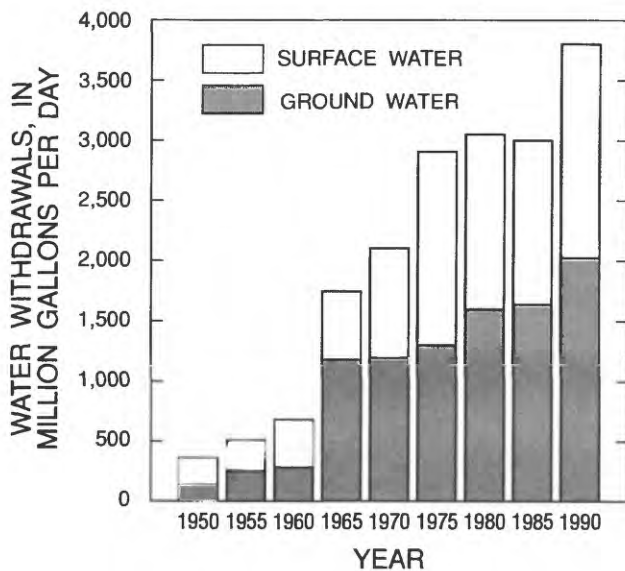 WATER WITHDRAWALS, IN
MILLION GALLONS PER DAY
4,000
3,500
3,000
2,500
2,000
1,500
1,000
500
0
SURFACE WATER
GROUND WATER
1950 1955 1960 1965 1970 1975 1980 1985 1990
YEAR